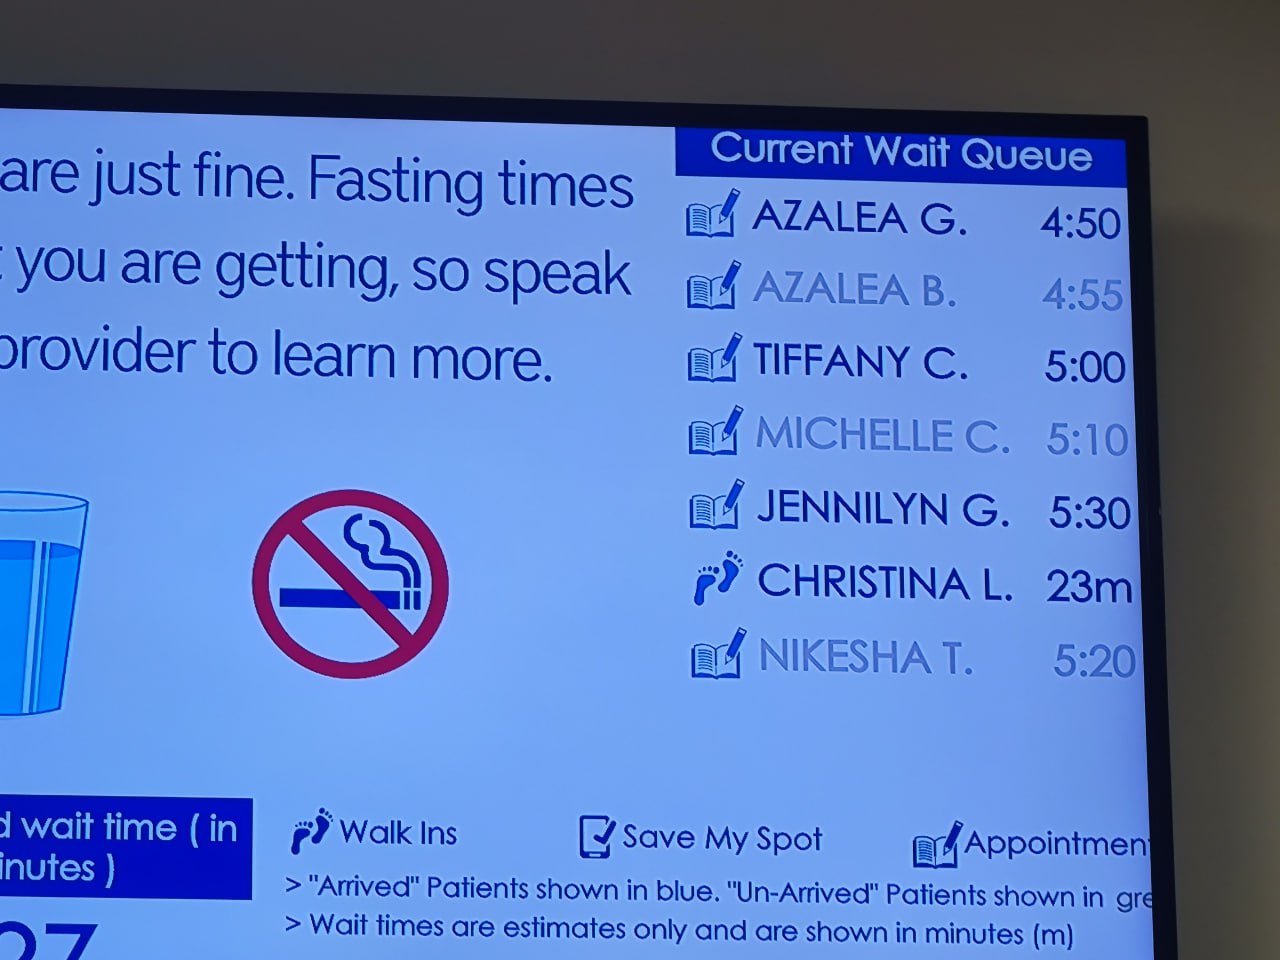 are just fine. Fasting times
you are getting, so speak
provider to learn more.
Current Wait Queue
AZALEA G. 4:50
AZALEA B. 4:55
TIFFANY C. 5:00
MICHELLE C. 5:10
JENNILYN G. 5:30
CHRISTINA L. 23m
NIKESHA T. 5:20
wait time ( in
inutes )
27
Walk Ins
Save My Spot
Appointmen
> "Arrived" Patients shown in blue. "Un-Arrived" Patients shown in gre
> Wait times are estimates only and are shown in minutes (m)